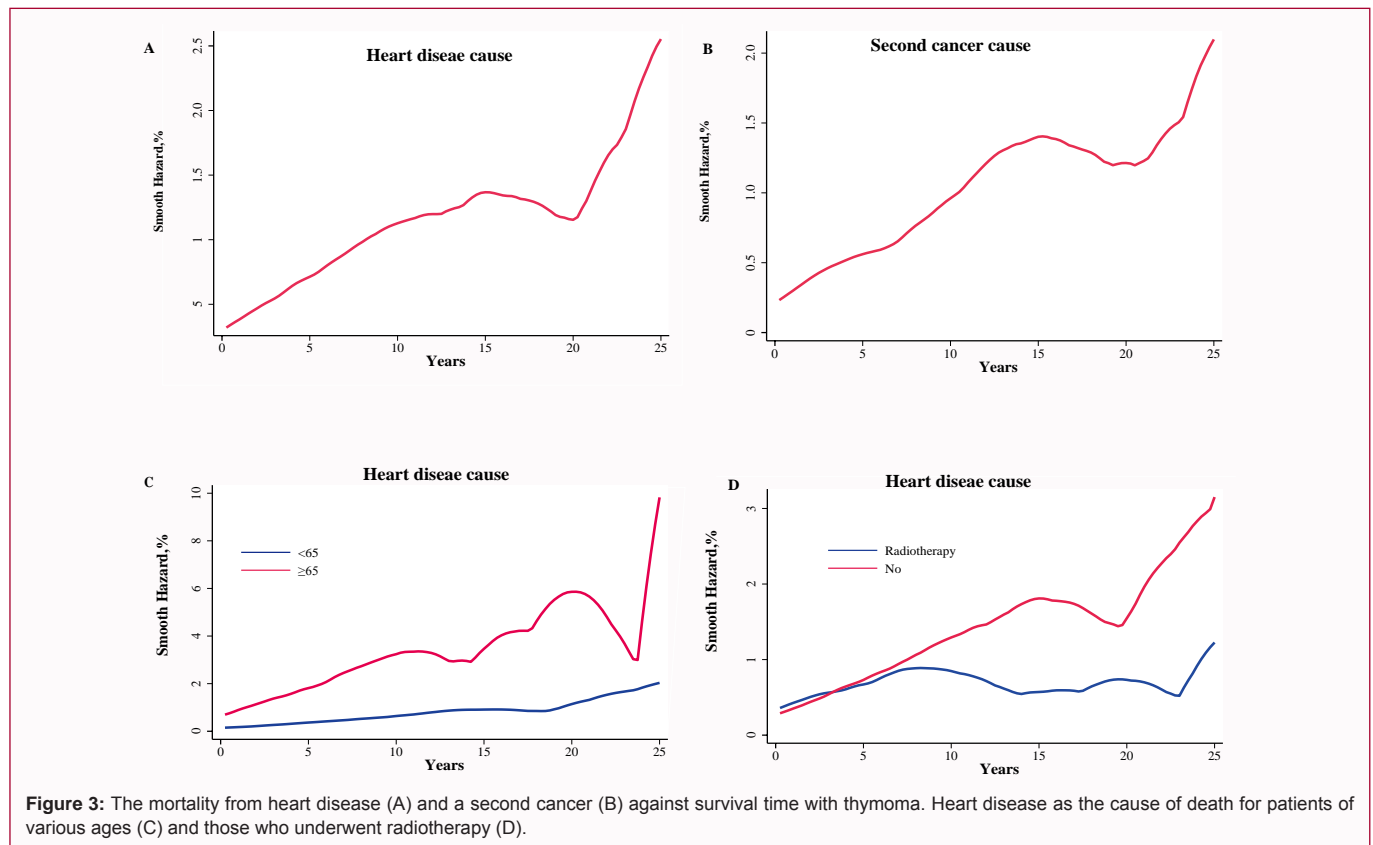 A
Heart diseae cause
Smooth Hazard,%
2.5
2.0
1.5
1
5
0
5
10
15
20
25
Years
B
Second cancer cause
Smooth Hazard,%
2.0
1.5
1.0
0.5
0
0
5
10
15
20
25
Years
C
Heart diseae cause
Smooth Hazard,%
10
8
6
4
2
0
<65
≥65
0
5
10
15
20
25
Years
D
Heart diseae cause
Smooth Hazard,%
3
2
1
0
Radiotherapy
No
0
5
10
15
20
25
Years
Figure 3: The mortality from heart disease (A) and a second cancer (B) against survival time with thymoma. Heart disease as the cause of death for patients of
various ages (C) and those who underwent radiotherapy (D).